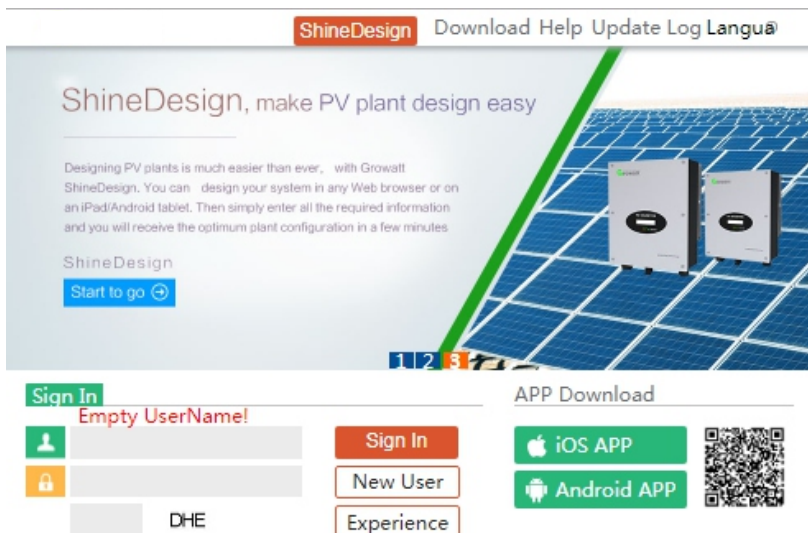 ShineDesign Download Help Update Log Langua
ShineDesign, make PV plant design easy
Designing PV plants is much easier than ever, with Growatt
ShineDesign. You can design your system in any Web browser or on
an iPad/Android tablet. Then simply enter all the required information
and you will receive the optimum plant configuration in a few minutes
ShineDesign
Start to go
Growatt
Growatt
1 2 3
Sign In
Empty UserName!
Sign In
New User
DHE
Experience
APP Download
iOS APP
Android APP